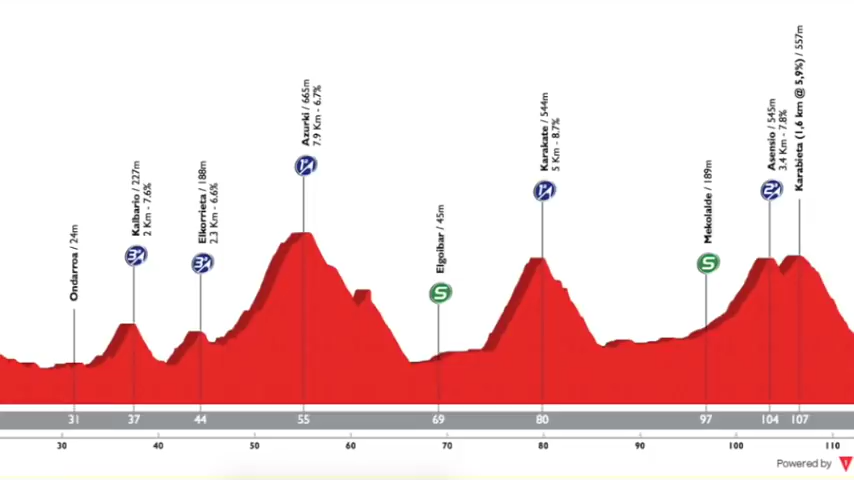 Ondarroa / 24m
Kalbario / 227m
2 Km - 7.6%
3ª
Elkorrieta / 188m
2.3 Km - 6.6%
3ª
Azurki / 665m
7.9 Km - 6.7%
1ª
Elgoibar / 45m
S
Karakate / 544m
5 Km - 8.7%
1ª
Mekolalde / 189m
S
Asensio / 545m
3.4 Km - 7.8%
2ª
Karabieta (1,6 km @ 5,9%) / 557m
31 37 44 55 69 80 97 104 107
30 40 50 60 70 80 90 100 110
Powered by